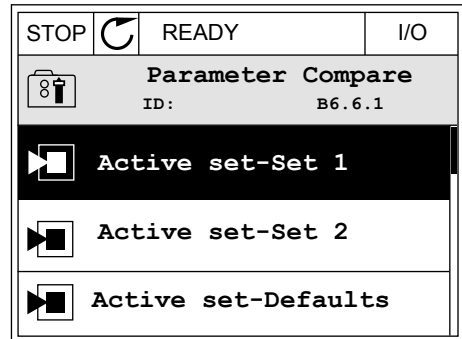 STOP READY I/O
Parameter Compare
ID: B6.6.1
Active set-Set 1
Active set-Set 2
Active set-Defaults